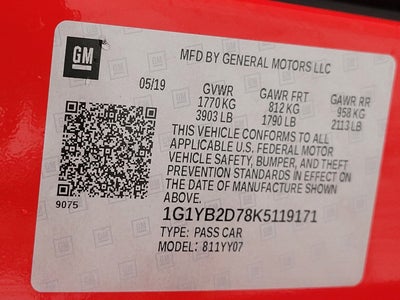 GM
MFD BY GENERAL MOTORS LLC
05/19 GVWR GAWR FRT GAWR RR
1770 KG 812 KG 958 KG
3903 LB 1790 LB 2113 LB
THIS VEHICLE CONFORMS TO ALL
APPLICABLE U.S. FEDERAL MOTOR
VEHICLE SAFETY, BUMPER, AND THEFT
PREVENTION STANDARDS IN EFFECT ON
THE DATE OF MANUFACTURE SHOWN
ABOVE.
9075
1G1YB2D78K5119171
TYPE: PASS CAR
MODEL: 811YY07